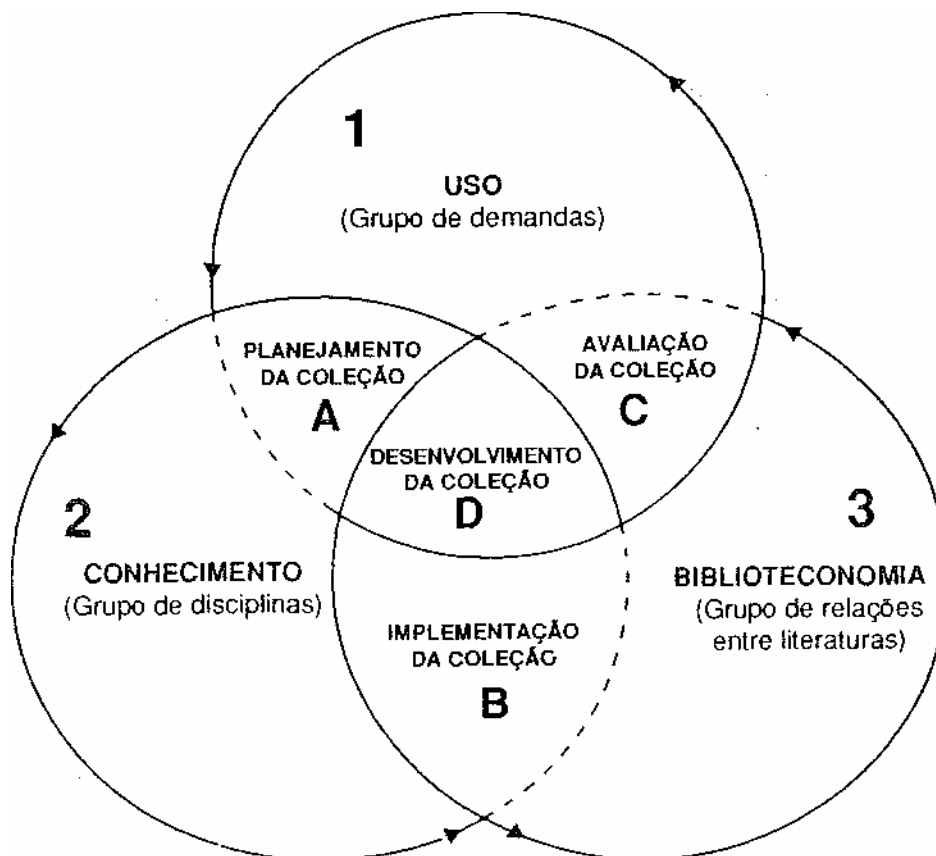 1
USO
(Grupo de demandas)
PLANEJAMENTO
DA COLEÇÃO
A
AVALIAÇÃO
DA COLEÇÃO
C
DESENVOLVIMENTO
DA COLEÇÃO
D
2
CONHECIMENTO
(Grupo de disciplinas)
3
BIBLIOTECONOMIA
(Grupo de relações
entre literaturas)
IMPLEMENTAÇÃO
DA COLEÇÃO
B